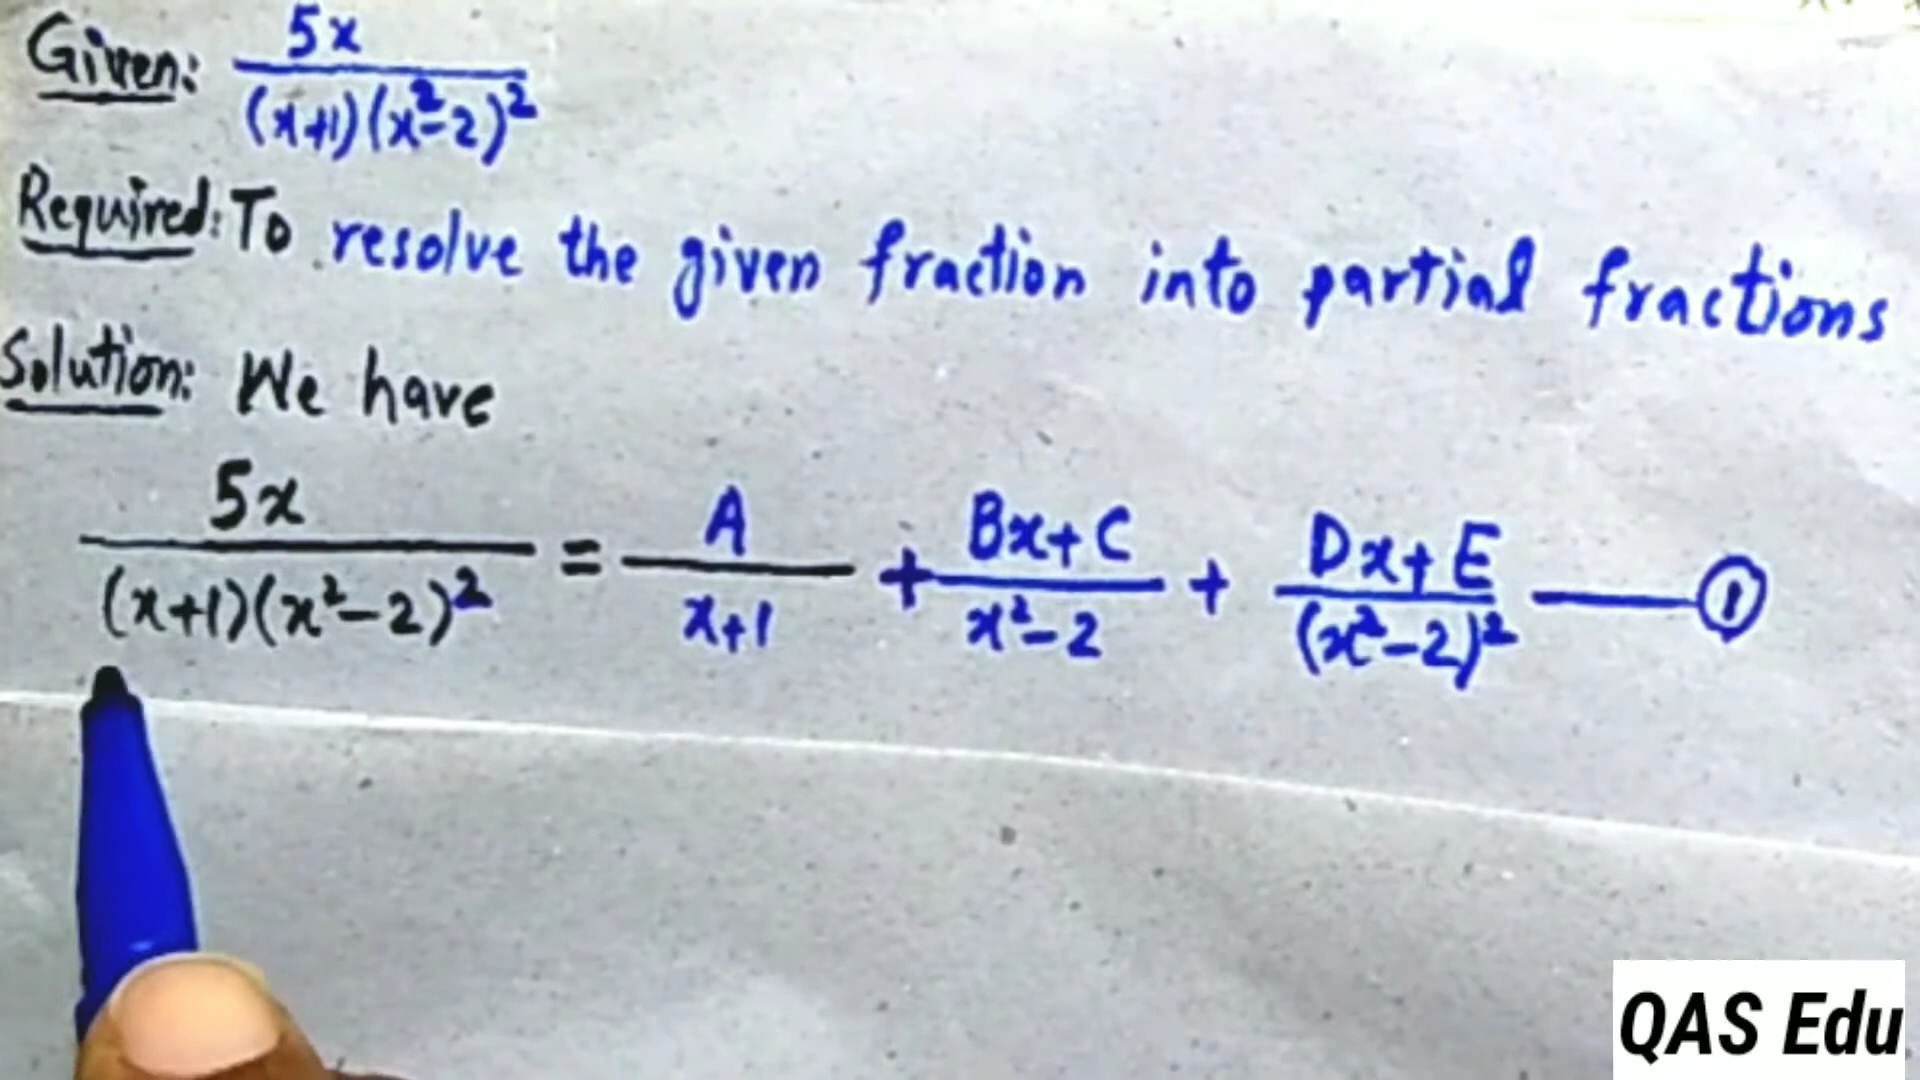 Given: 5x / (x+1)(x²-2)²
Required: To resolve the given fraction into partial fractions
Solution: We have
5x / (x+1)(x²-2)² = A / x+1 + Bx+C / x²-2 + Dx+E / (x²-2)² — ①
QAS Edu